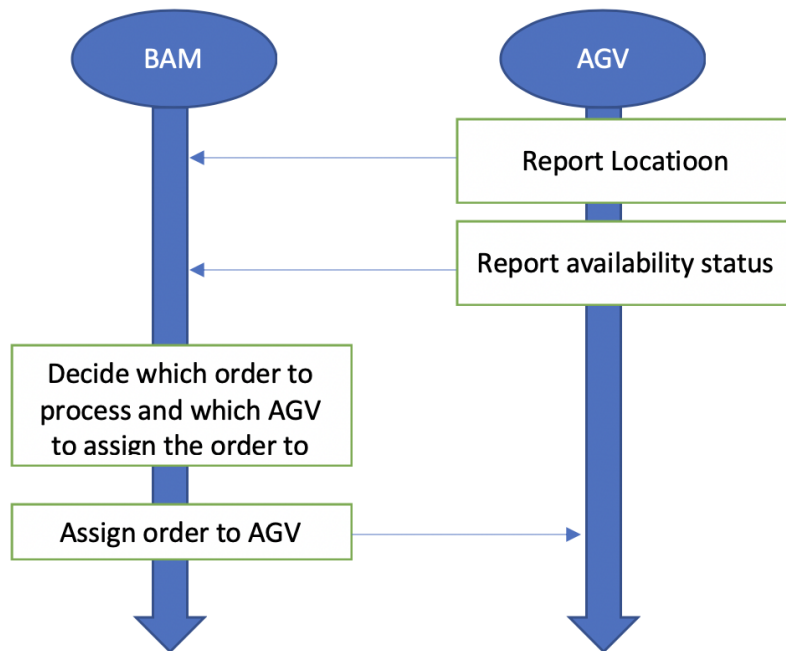 BAM
AGV
Report Locatioon
Report availability status
Decide which order to
process and which AGV
to assign the order to
Assign order to AGV